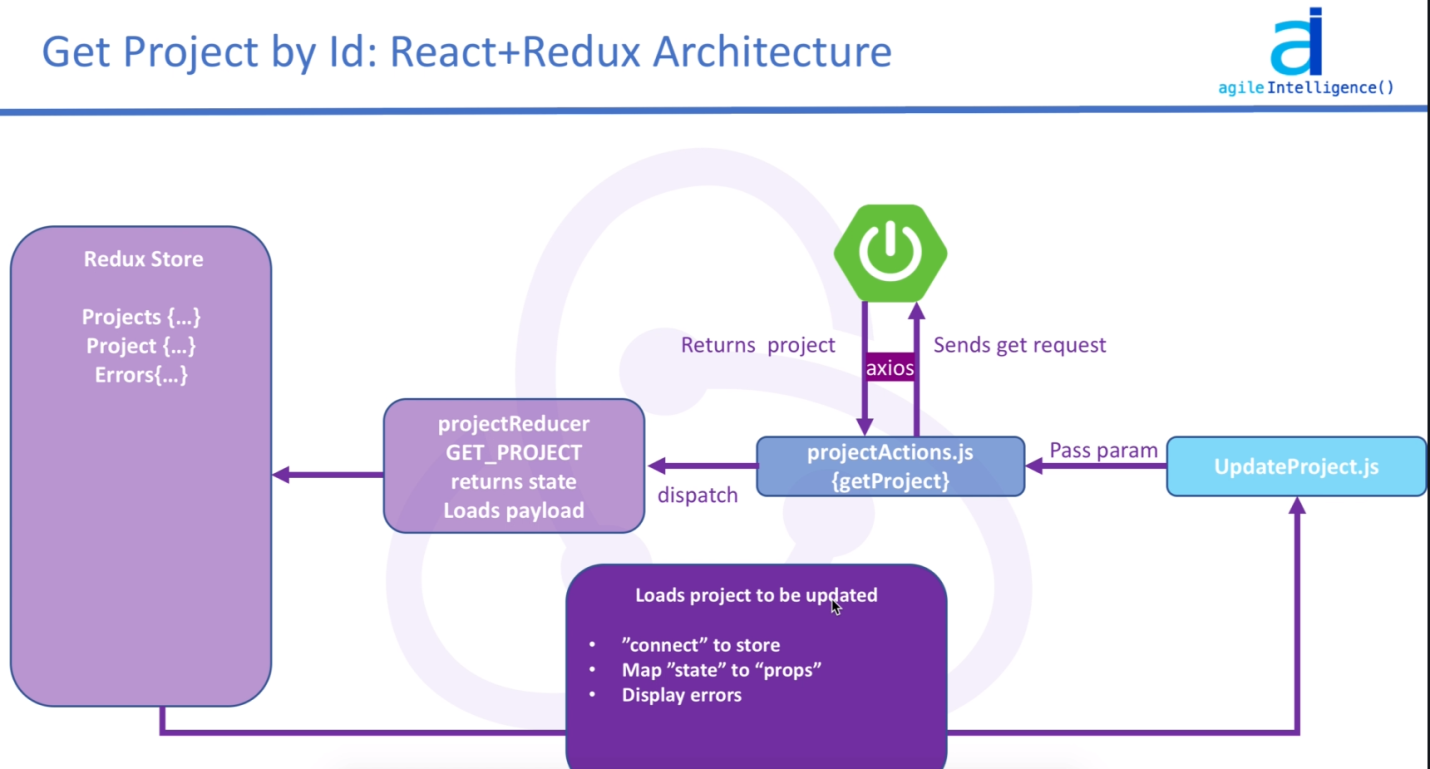 Get Project by Id: React+Redux Architecture
ai
agileIntelligence()
Redux Store
Projects {...}
Project {...}
Errors{...}
projectReducer
GET_PROJECT
returns state
Loads payload
Returns project
axios
Sends get request
dispatch
projectActions.js
{getProject}
Pass param
UpdateProject.js
Loads project to be updated
• ”connect” to store
• Map ”state” to “props”
• Display errors